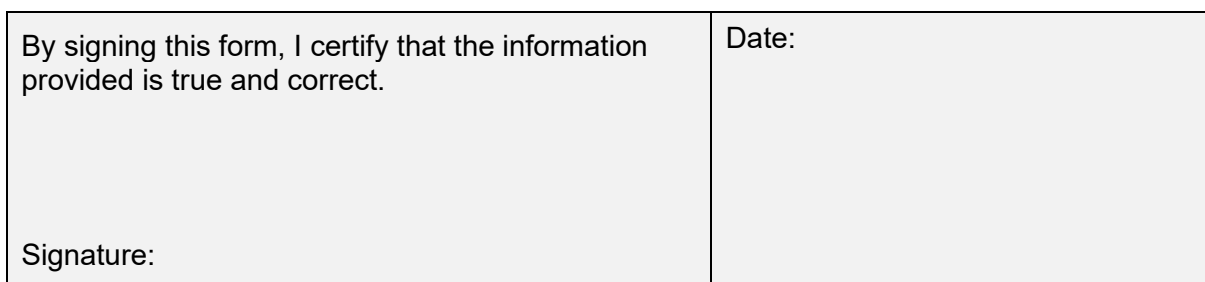 By signing this form, I certify that the information
provided is true and correct.
Signature:
Date: